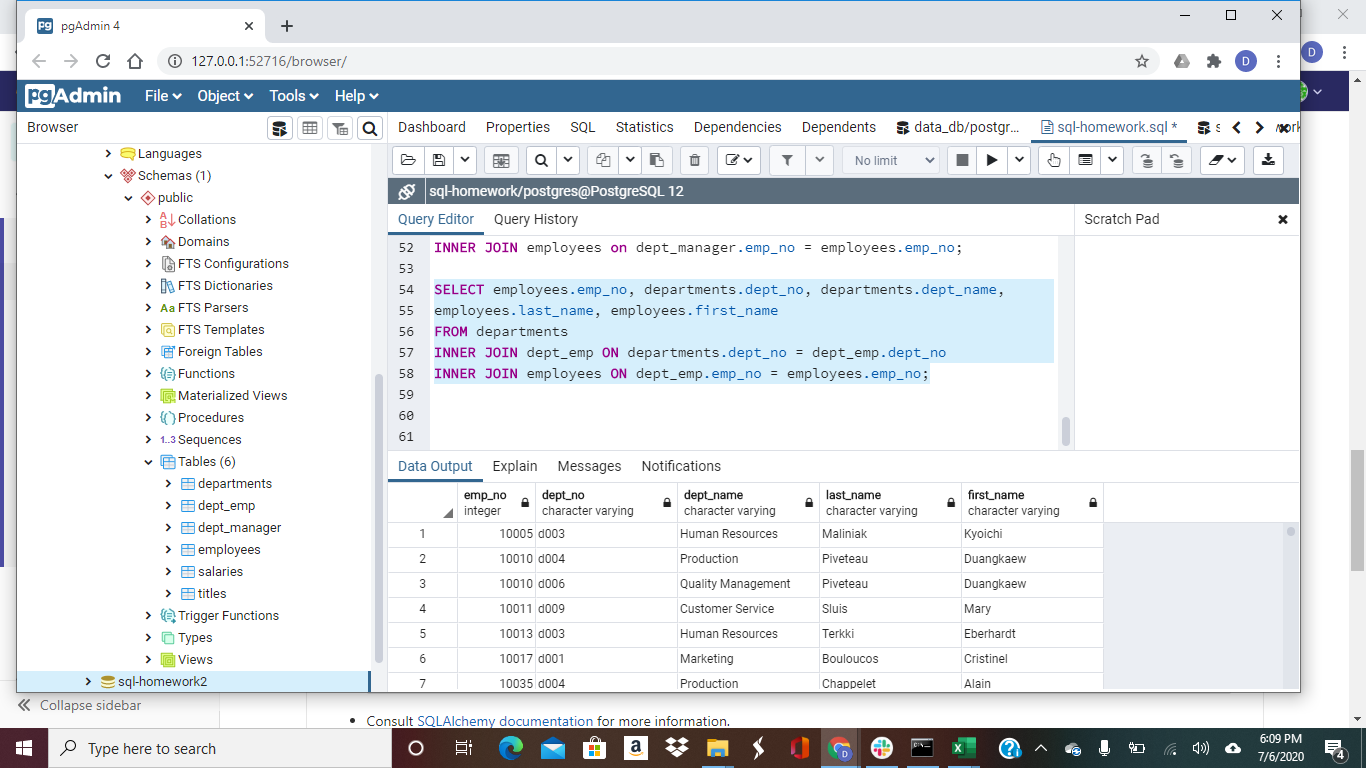 pgAdmin 4
127.0.0.1:52716/browser/
D
D
pgAdmin File Object Tools Help
Browser
Dashboard Properties SQL Statistics Dependencies Dependents data_db/postgr... sql-homework.sql *
No limit
sql-homework/postgres@PostgreSQL 12
Query Editor Query History
Scratch Pad
Languages
Schemas (1)
public
Collations
Domains
FTS Configurations
FTS Dictionaries
Aa FTS Parsers
FTS Templates
Foreign Tables
Functions
Materialized Views
Procedures
1..3 Sequences
Tables (6)
departments
dept_emp
dept_manager
employees
salaries
titles
Trigger Functions
Types
Views
sql-homework2
52 INNER JOIN employees on dept_manager.emp_no = employees.emp_no;
53
54 SELECT employees.emp_no, departments.dept_no, departments.dept_name,
55 employees.last_name, employees.first_name
56 FROM departments
57 INNER JOIN dept_emp ON departments.dept_no = dept_emp.dept_no
58 INNER JOIN employees ON dept_emp.emp_no = employees.emp_no;
59
60
61
Data Output Explain Messages Notifications
emp_no dept_no dept_name last_name first_name
integer character varying character varying character varying character varying
1 10005 d003 Human Resources Maliniak Kyoichi
2 10010 d004 Production Piveteau Duangkaew
3 10010 d006 Quality Management Piveteau Duangkaew
4 10011 d009 Customer Service Sluis Mary
5 10013 d003 Human Resources Terkki Eberhardt
6 10017 d001 Marketing Bouloucos Cristinel
7 10035 d004 Production Chappelet Alain
Collapse sidebar
• Consult SQLAlchemy documentation for more information.
Type here to search
6:09 PM
7/6/2020
4